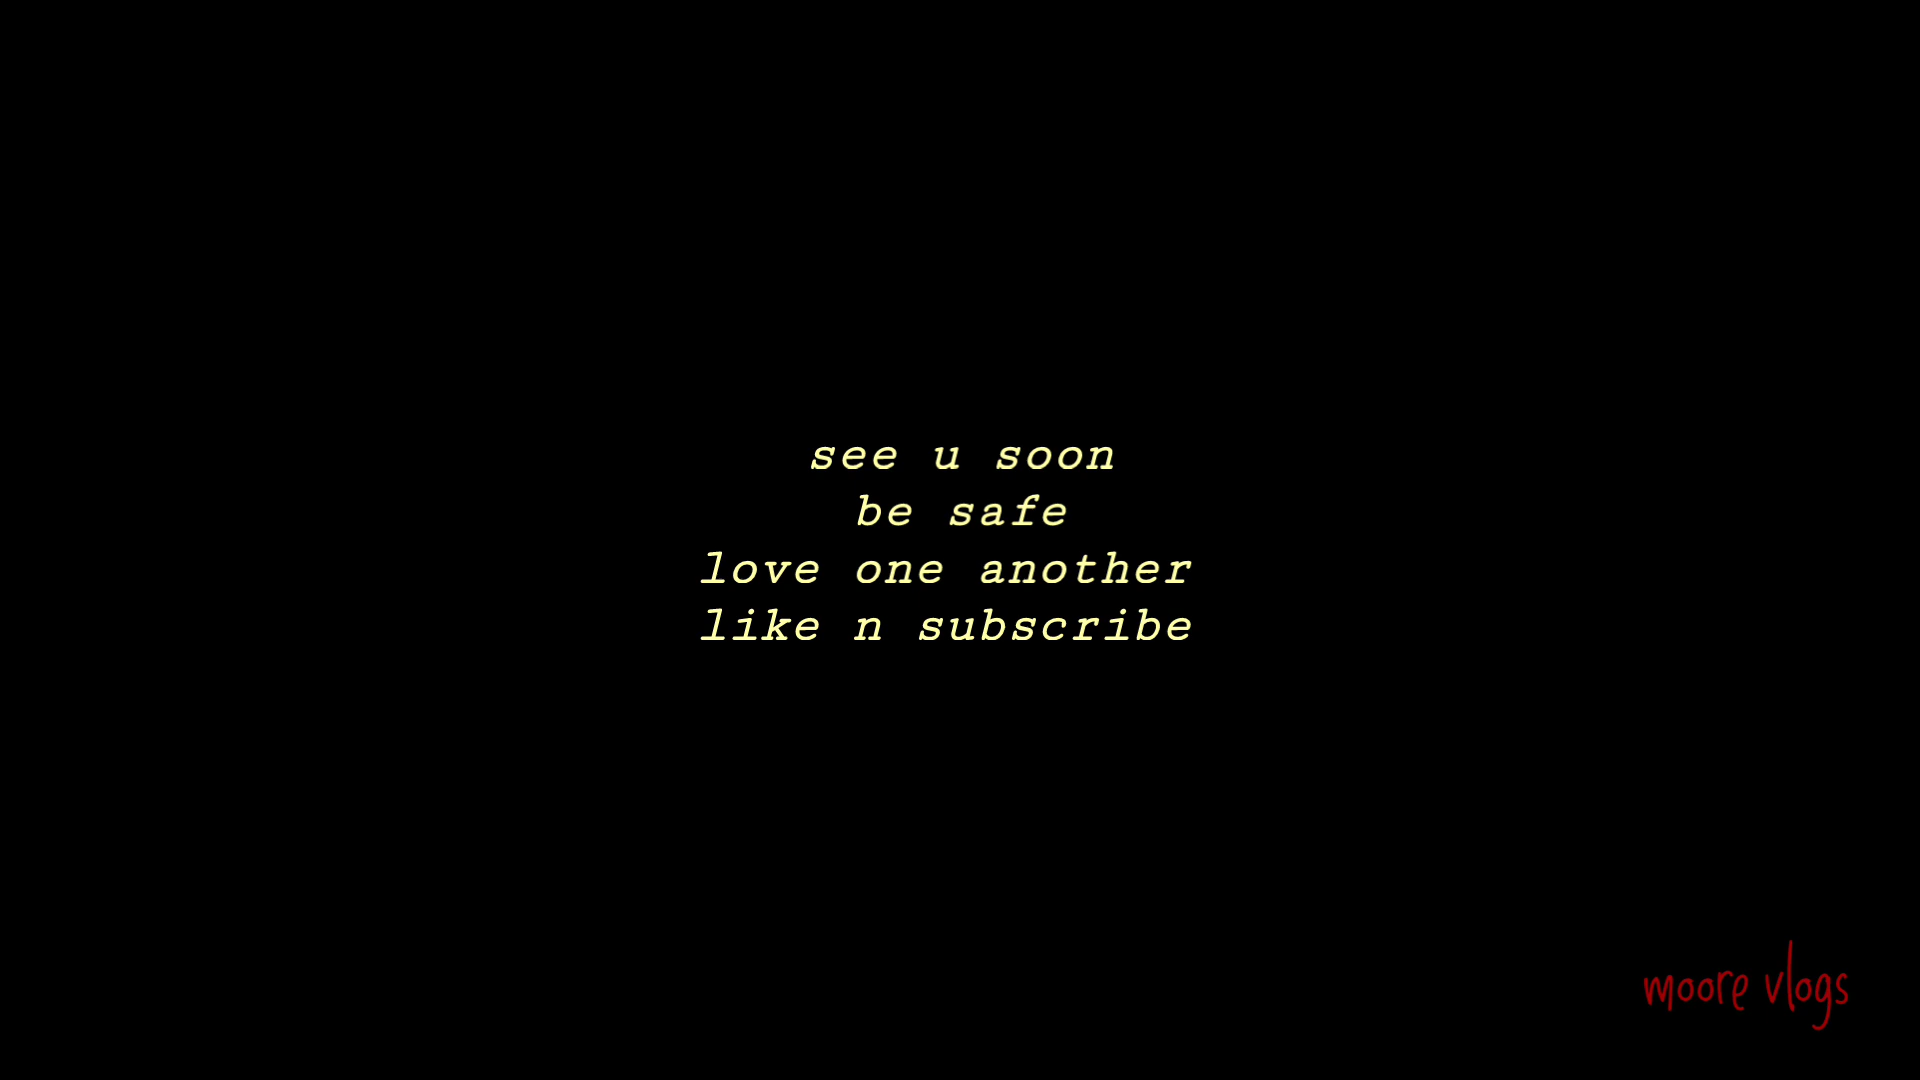 see u soon
be safe
love one another
like n subscribe
moore vlogs